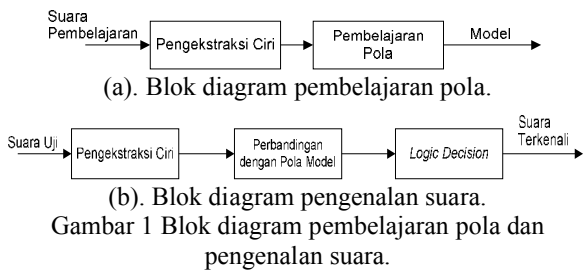 Suara
Pembelajaran
Pengekstraksi Ciri
Pembelajaran
Pola
Model
(a). Blok diagram pembelajaran pola.
Suara Uji
Pengekstraksi Ciri
Perbandingan
dengan Pola Model
Logic Decision
Suara
Terkenali
(b). Blok diagram pengenalan suara.
Gambar 1 Blok diagram pembelajaran pola dan
pengenalan suara.